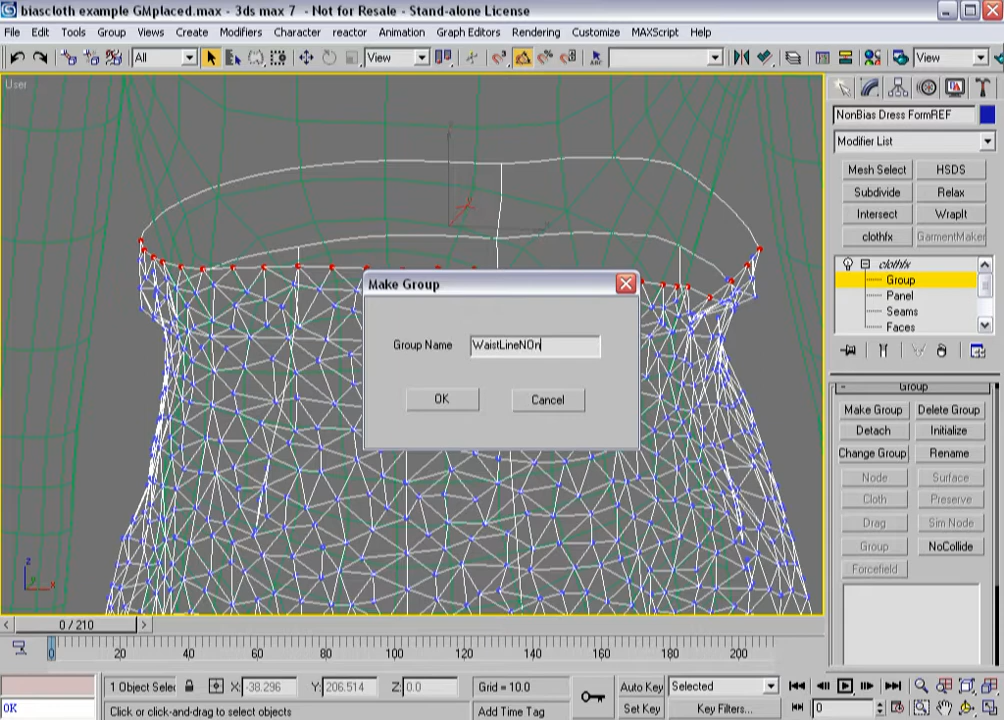 biascloth example GMplaced.max - 3ds max 7 - Not for Resale - Stand-alone License
File Edit Tools Group Views Create Modifiers Character reactor Animation Graph Editors Rendering Customize MAXScript Help
All View View
User
NonBias Dress FormREF
Modifier List
Mesh Select HSDS
Subdivide Relax
Intersect WrapIt
clothfx GarmentMaker
clothfx
Group
Panel
Seams
Faces
Make Group
Group Name WaistLineNOn
OK Cancel
Group
Make Group Delete Group
Detach Initialize
Change Group Rename
Node Surface
Cloth Preserve
Drag Sim Node
Group NoCollide
Forcefield
z
x
0 / 210
0 20 40 60 80 100 120 140 160 180 200
1 Object Selec X: -38.296 Y: 206.514 Z: 0.0 Grid = 10.0 Auto Key Selected
OK Click or click-and-drag to select objects Add Time Tag Set Key Key Filters... 0